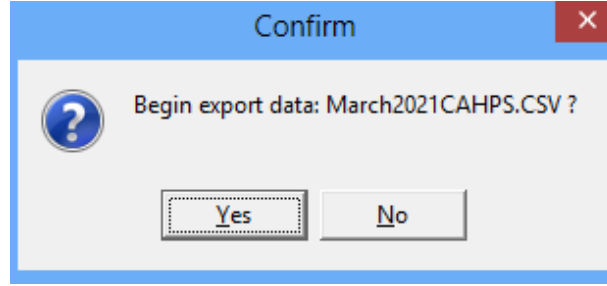 Confirm
Begin export data: March2021CAHPS.CSV ?
Yes
No